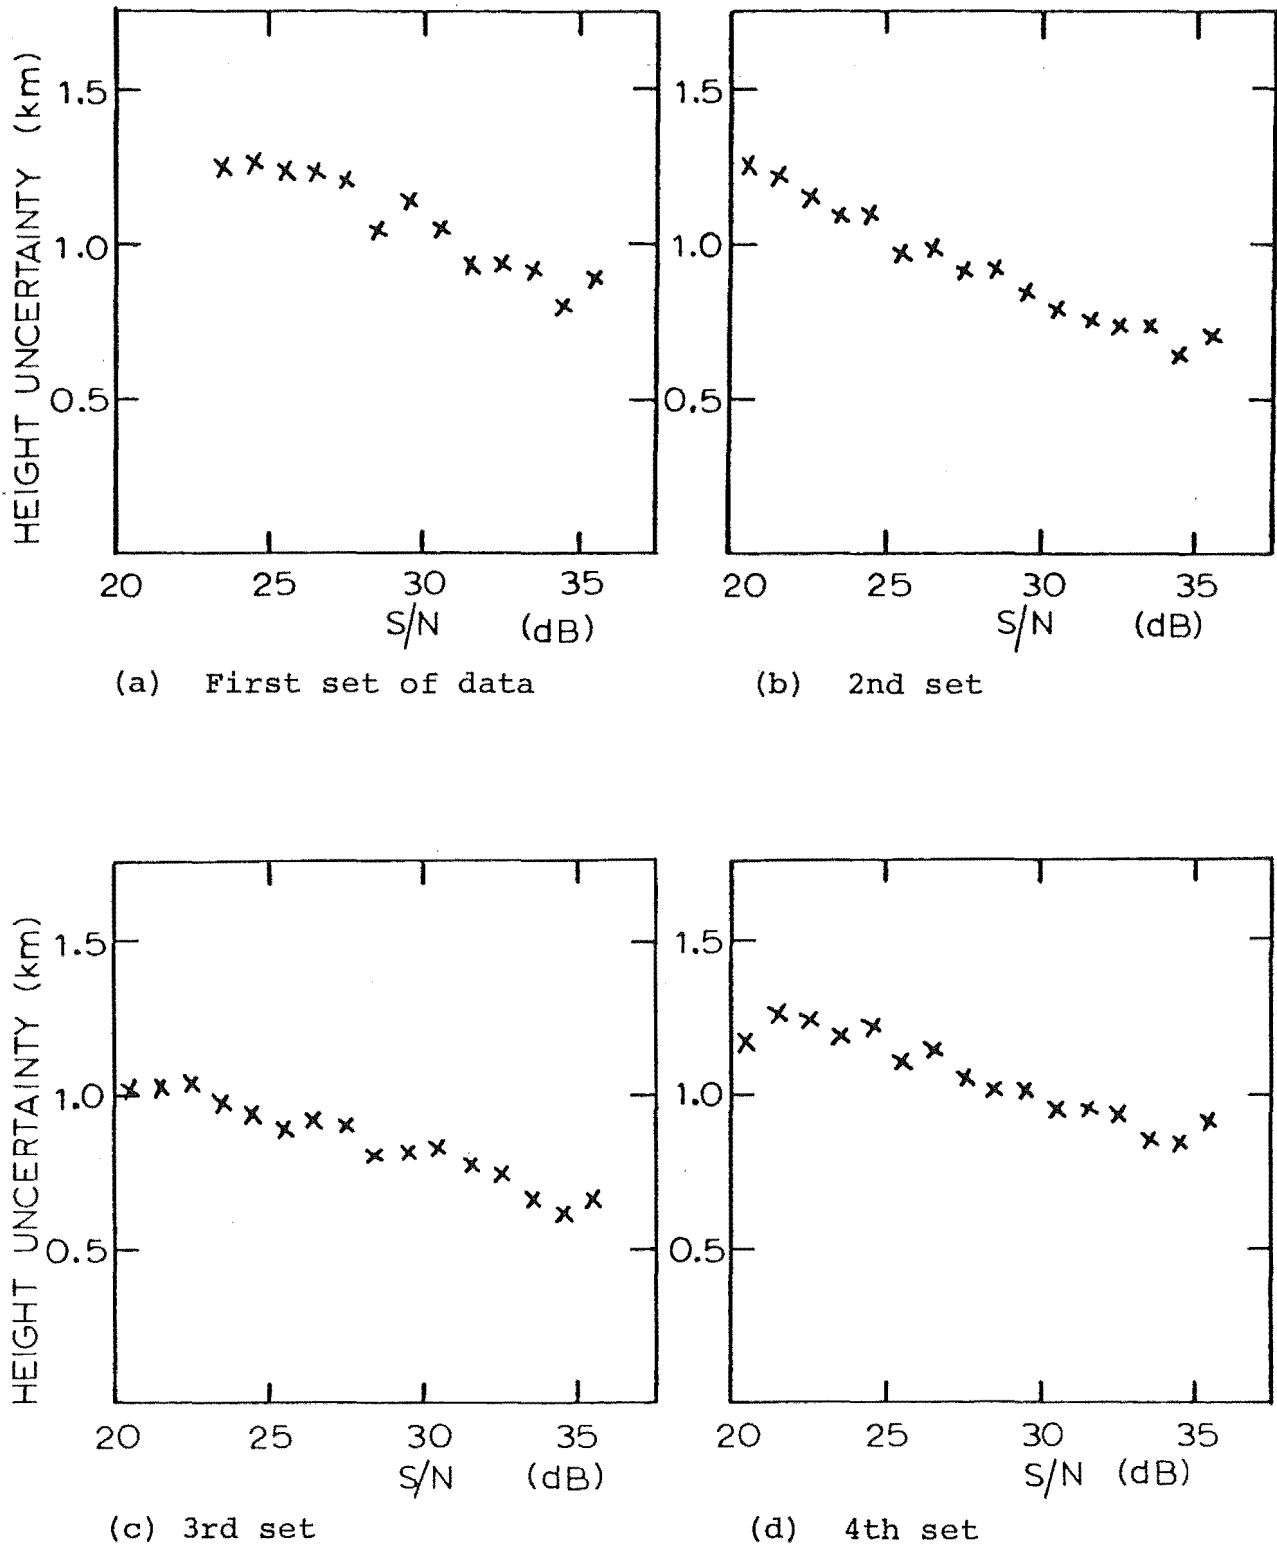 HEIGHT UNCERTAINTY (km)
1.5
1.0
0.5
20 25 30 35
S/N (dB)
(a) First set of data
1.5
1.0
0.5
20 25 30 35
S/N (dB)
(b) 2nd set
HEIGHT UNCERTAINTY (km)
1.5
1.0
0.5
20 25 30 35
S/N (dB)
(c) 3rd set
1.5
1.0
0.5
20 25 30 35
S/N (dB)
(d) 4th set